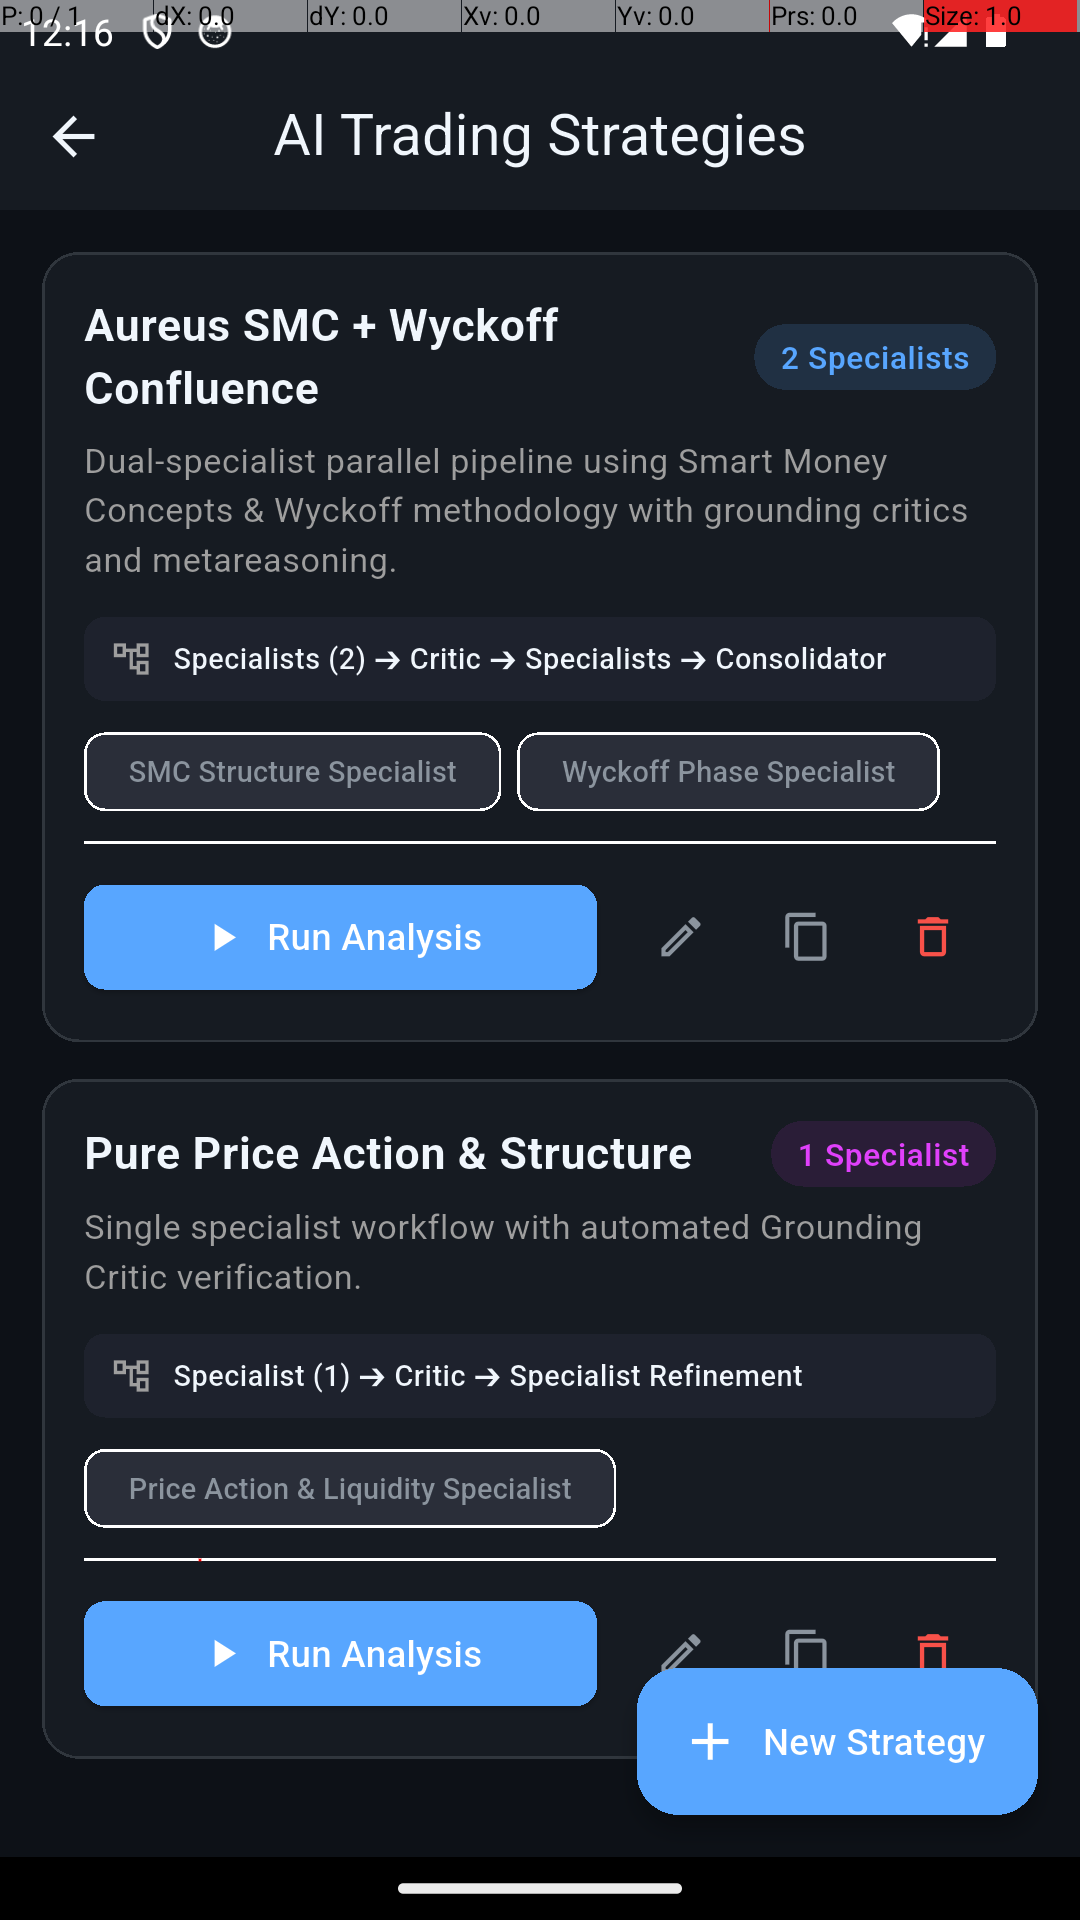 P: 0 / 1 dX: 0.0 dY: 0.0 Xv: 0.0 Yv: 0.0 Prs: 0.0 Size: 1.0
12:16
AI Trading Strategies
Aureus SMC + Wyckoff
Confluence
2 Specialists
Dual-specialist parallel pipeline using Smart Money
Concepts & Wyckoff methodology with grounding critics
and metareasoning.
Specialists (2) → Critic → Specialists → Consolidator
SMC Structure Specialist Wyckoff Phase Specialist
Run Analysis
Pure Price Action & Structure 1 Specialist
Single specialist workflow with automated Grounding
Critic verification.
Specialist (1) → Critic → Specialist Refinement
Price Action & Liquidity Specialist
Run Analysis
New Strategy